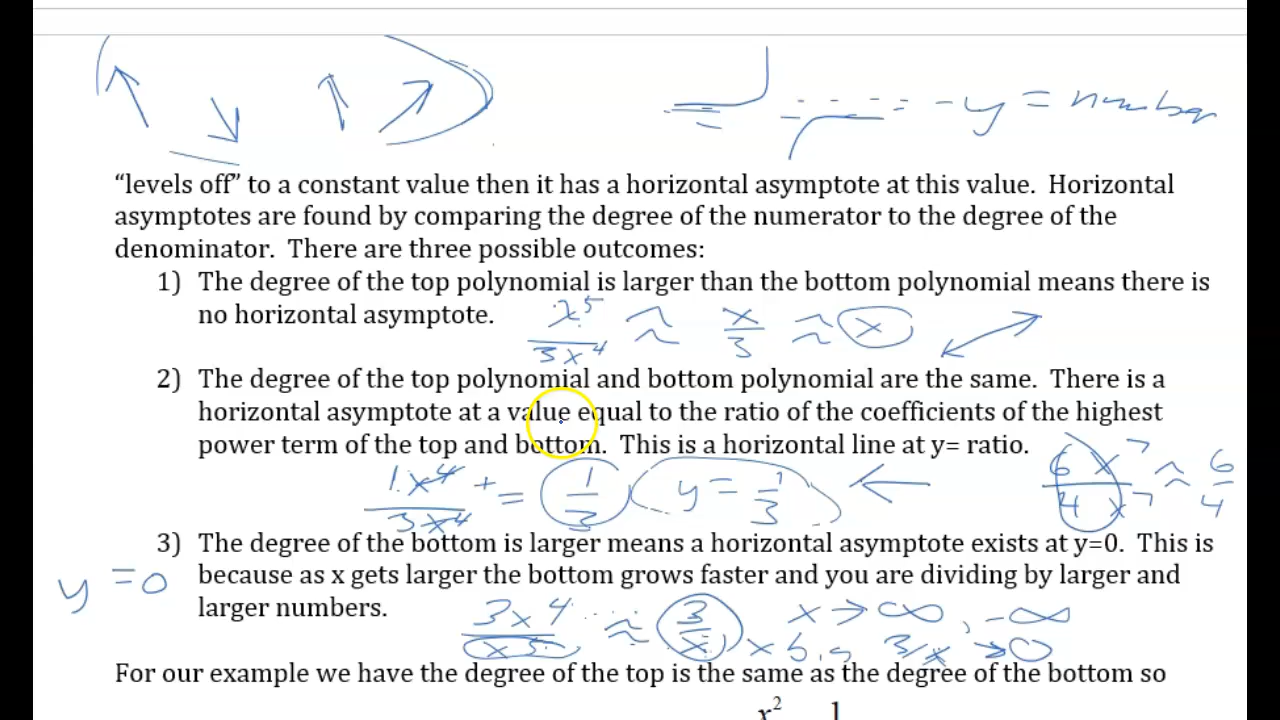 y = number
“levels off” to a constant value then it has a horizontal asymptote at this value. Horizontal
asymptotes are found by comparing the degree of the numerator to the degree of the
denominator. There are three possible outcomes:
1) The degree of the top polynomial is larger than the bottom polynomial means there is
no horizontal asymptote.
x⁵/3x⁴ ≈ x/3 ≈ x
2) The degree of the top polynomial and bottom polynomial are the same. There is a
horizontal asymptote at a value equal to the ratio of the coefficients of the highest
power term of the top and bottom. This is a horizontal line at y= ratio.
1x⁴ + / 3x⁴ = 1/3 y = 1/3 6x⁷/4x⁷ ≈ 6/4
3) The degree of the bottom is larger means a horizontal asymptote exists at y=0. This is
y = 0 because as x gets larger the bottom grows faster and you are dividing by larger and
larger numbers.
3x⁴.../x⁵ ≈ 3/x x → ∞, -∞
3/x → 0
For our example we have the degree of the top is the same as the degree of the bottom so
x² 1